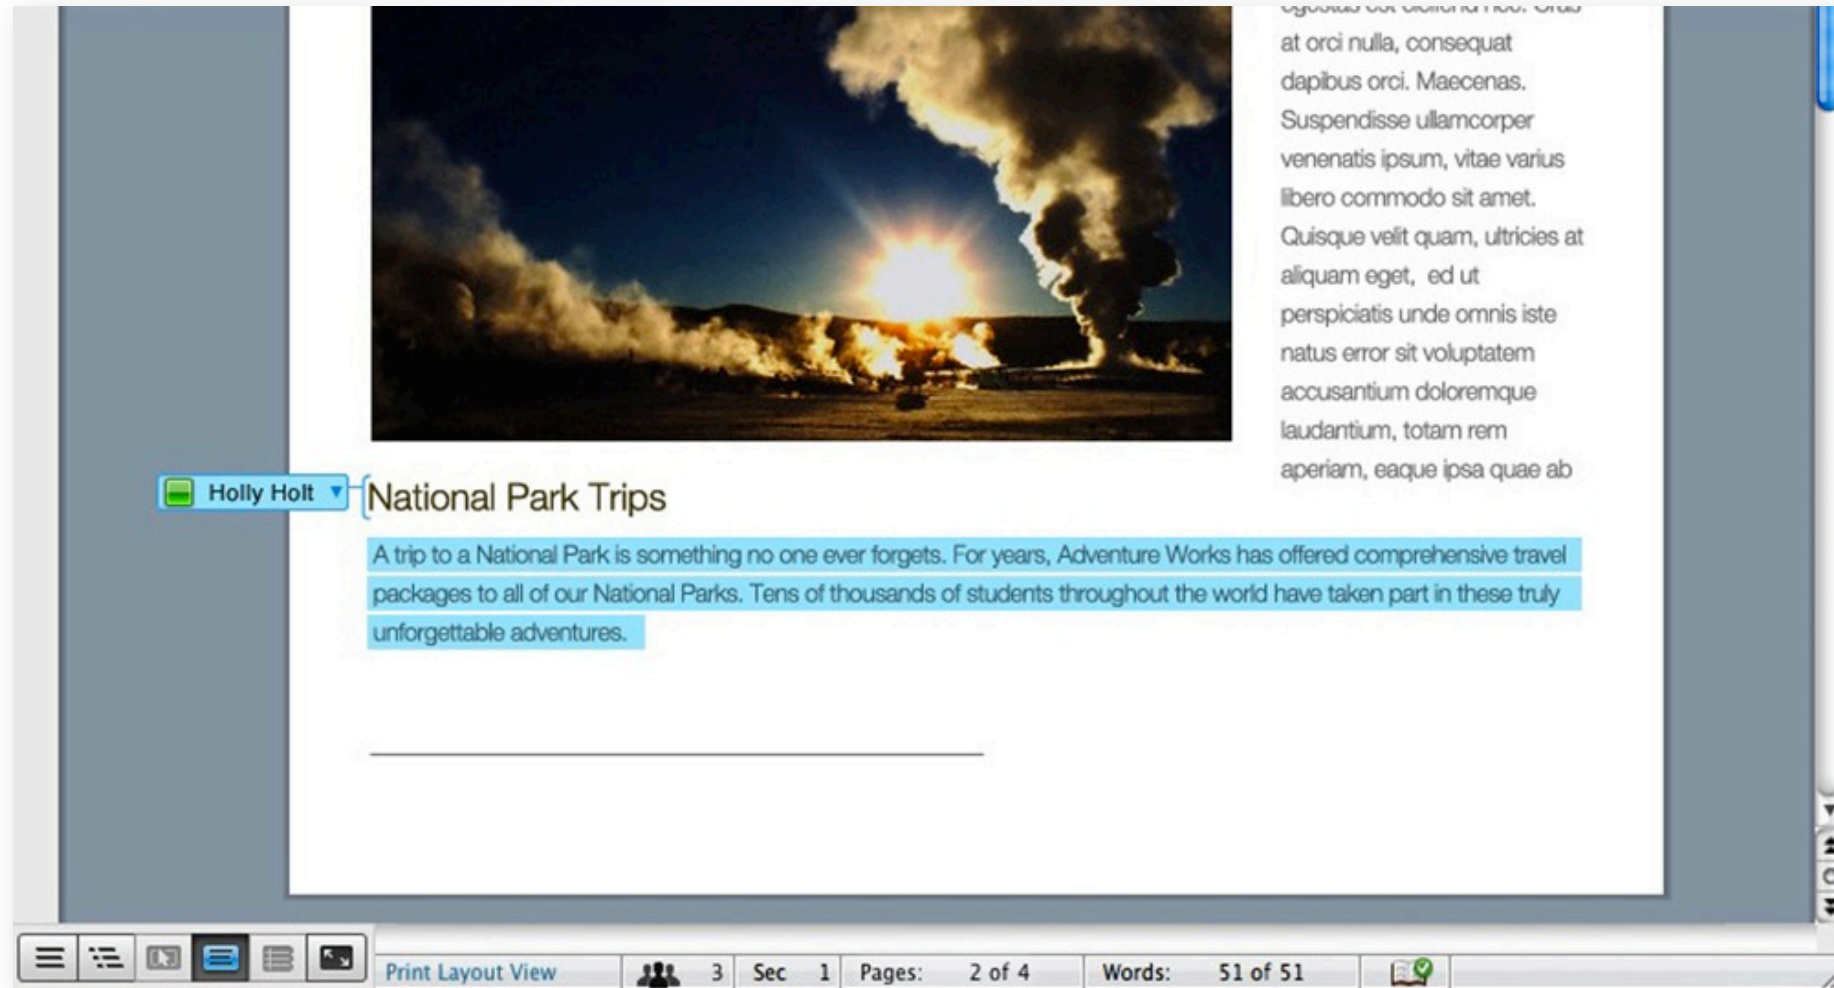 at orci nulla, consequat
dapibus orci. Maecenas.
Suspendisse ullamcorper
venenatis ipsum, vitae varius
libero commodo sit amet.
Quisque velit quam, ultricies at
aliquam eget,  ed ut
perspiciatis unde omnis iste
natus error sit voluptatem
accusantium doloremque
laudantium, totam rem
aperiam, eaque ipsa quae ab
Holly Holt
National Park Trips
A trip to a National Park is something no one ever forgets. For years, Adventure Works has offered comprehensive travel
packages to all of our National Parks. Tens of thousands of students throughout the world have taken part in these truly
unforgettable adventures.
Print Layout View 3 Sec 1 Pages: 2 of 4 Words: 51 of 51